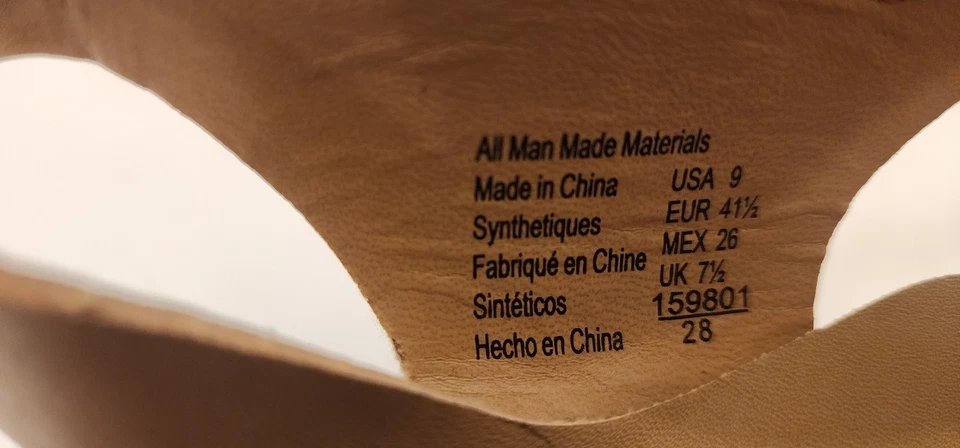 All Man Made Materials
Made in China
Synthetiques
Fabriqué en Chine
Sintéticos
Hecho en China
USA 9
EUR 41½
MEX 26
UK 7½
159801
28